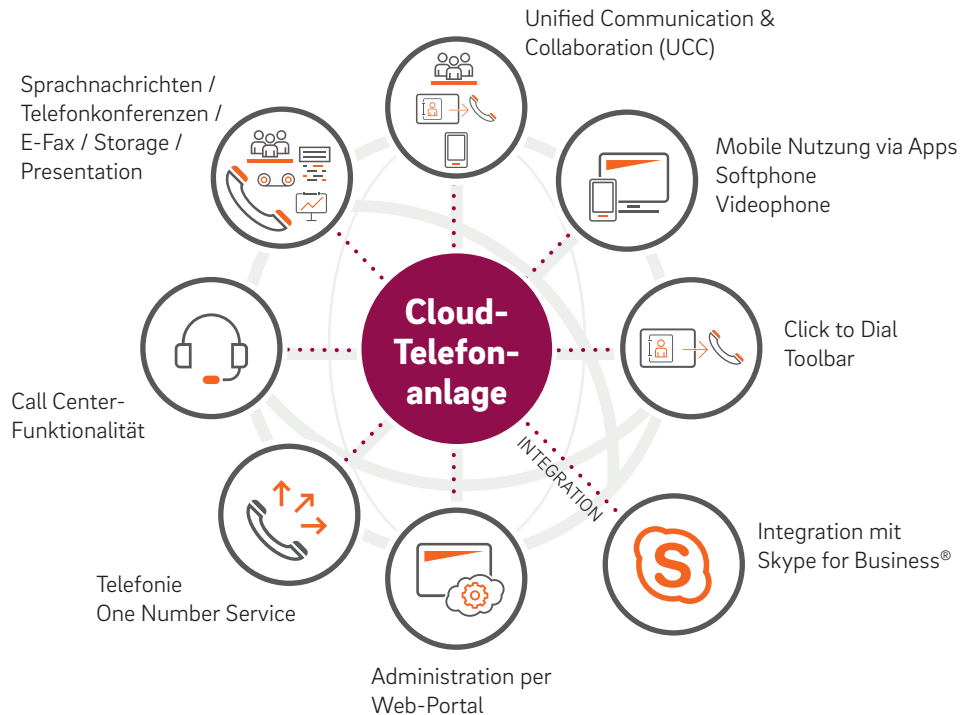 Unified Communication &
Collaboration (UCC)
Sprachnachrichten /
Telefonkonferenzen /
E-Fax / Storage /
Presentation
Mobile Nutzung via Apps
Softphone
Videophone
Cloud-
Telefon-
anlage
Click to Dial
Toolbar
Call Center-
Funktionalität
INTEGRATION
S
Integration mit
Skype for Business®
Telefonie
One Number Service
Administration per
Web-Portal